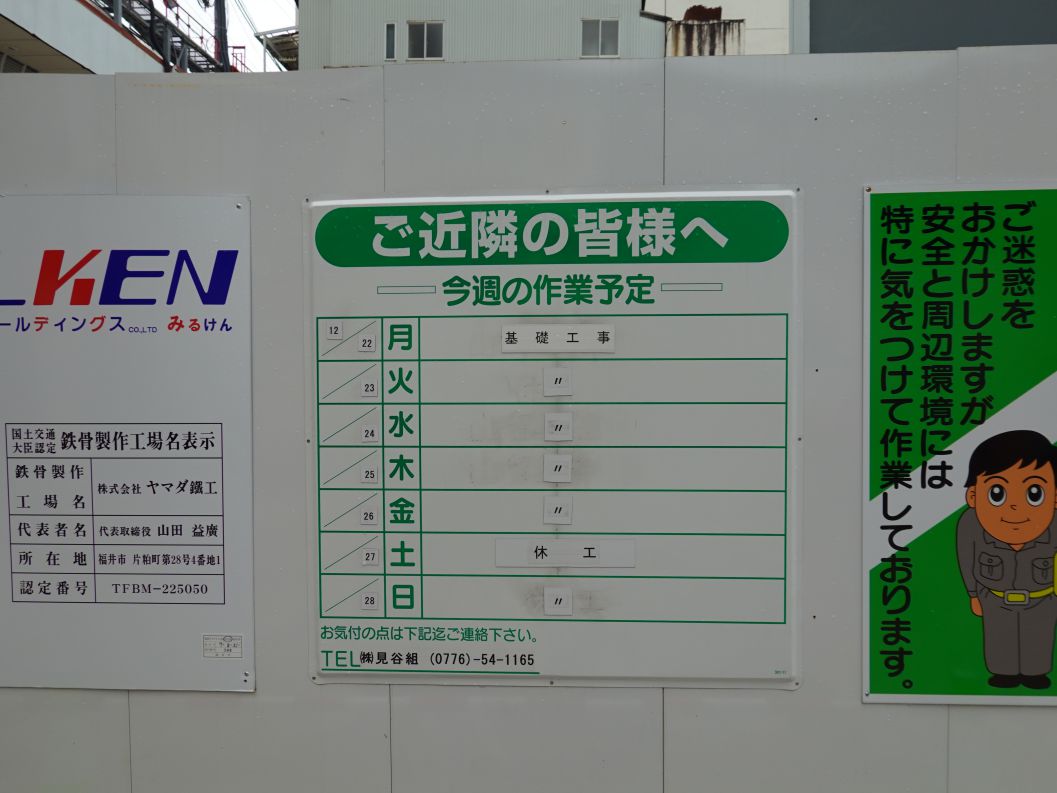 LKEN
ールディングス CO.,LTD みるけん
国土交通大臣認定 鉄骨製作工場名表示
鉄骨製作工場名 株式会社 ヤマダ鐵工
代表者名 代表取締役 山田 益廣
所在地 福井市 片粕町第28号4番地1
認定番号 TFBM-225050
ご近隣の皆様へ
今週の作業予定
12/22 月 基礎工事
23 火 〃
24 水 〃
25 木 〃
26 金 〃
27 土 休工
28 日 〃
お気付の点は下記迄ご連絡下さい。
TEL ㈱見谷組 (0776)-54-1165
ご迷惑を
おかけしますが
安全と周辺環境には
特に気をつけて作業しております。